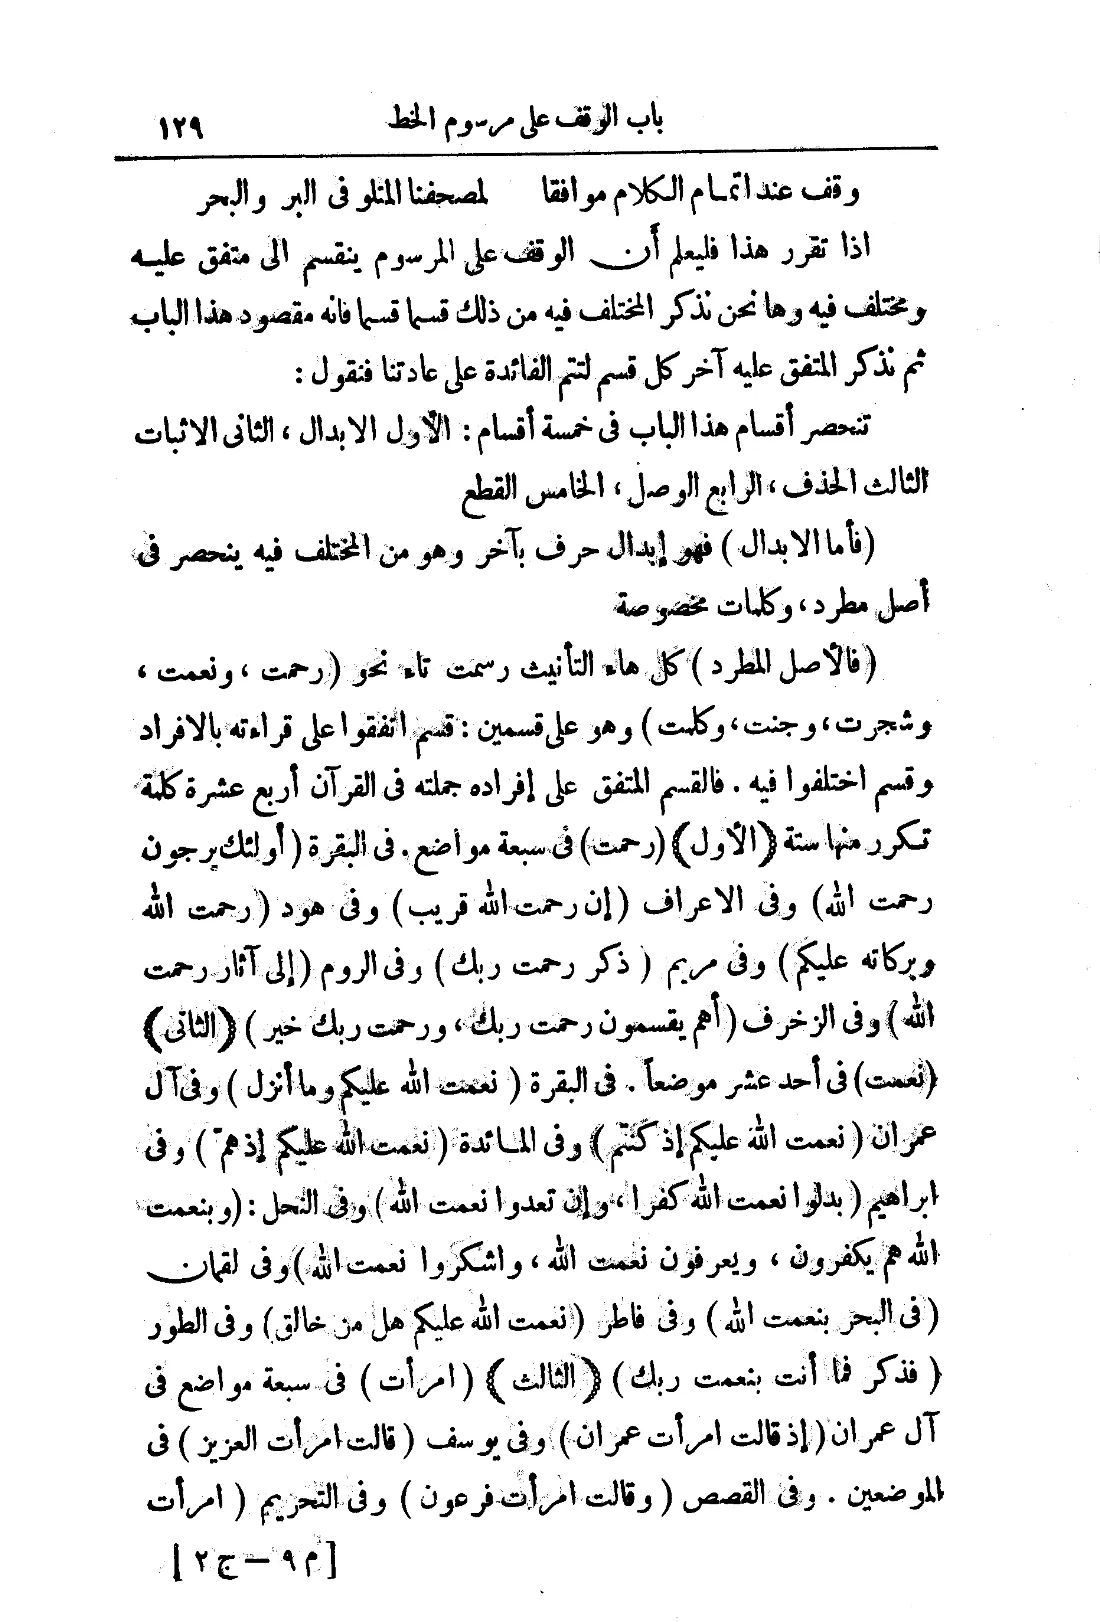 باب الوقف على مرسوم الخط ١٢٩
وقف عند اتمام الكلام موافقا لمصحفنا المتلو فى البر والبحر
اذا تقرر هذا فليعلم أن الوقف على المرسوم ينقسم الى متفق عليه
ومختلف فيه وها نحن نذكر المختلف فيه من ذلك قسما قسما فانه مقصود هذا الباب
ثم نذكر المتفق عليه آخر كل قسم لتتم الفائدة على عادتنا فنقول :
تنحصر أقسام هذا الباب فى خمسة أقسام : الأول الابدال ، الثانى الاثبات
الثالث الحذف ، الرابع الوصل ، الخامس القطع
(فأما الابدال) فهو إبدال حرف بآخر وهو من المختلف فيه ينحصر فى
أصل مطرد ، وكلمات مخصوصة
(فالأصل المطرد) كل هاء التأنيث رسمت تاء نحو (رحمت ، ونعمت ،
وشجرت ، وجنت ، وكلمت) وهو على قسمين : قسم اتفقوا على قراءته بالافراد
وقسم اختلفوا فيه . فالقسم المتفق على إفراده جملته فى القرآن أربع عشرة كلمة
تكرر منها ستة ﴿الأول﴾ (رحمت) فى سبعة مواضع . فى البقرة (أولئك يرجون
رحمت الله) وفى الاعراف (إن رحمت الله قريب) وفى هود (رحمت الله
وبركاته عليكم) وفى مريم (ذكر رحمت ربك) وفى الروم (إلى آثار رحمت
الله) وفى الزخرف (أهم يقسمون رحمت ربك ، ورحمت ربك خير) ﴿الثانى﴾
(نعمت) فى أحد عشر موضعاً . فى البقرة (نعمت الله عليكم وما أنزل) وفى آل
عمران (نعمت الله عليكم إذ كنتم) وفى المائدة (نعمت الله عليكم إذ همّ) وفى
ابراهيم (بدلوا نعمت الله كفرا ، وإن تعدوا نعمت الله) وفى النحل : (وبنعمت
الله هم يكفرون ، ويعرفون نعمت الله ، واشكروا نعمت الله) وفى لقمان
(فى البحر بنعمت الله) وفى فاطر (نعمت الله عليكم هل من خالق) وفى الطور
(فذكر فما أنت بنعمت ربك) ﴿الثالث﴾ (امرأت) فى سبعة مواضع فى
آل عمران (إذ قالت امرأت عمران) وفى يوسف (قالت امرأت العزيز) فى
الموضعين . وفى القصص (وقالت امرأت فرعون) وفى التحريم (امرأت
[م ٩ – ج ٢]